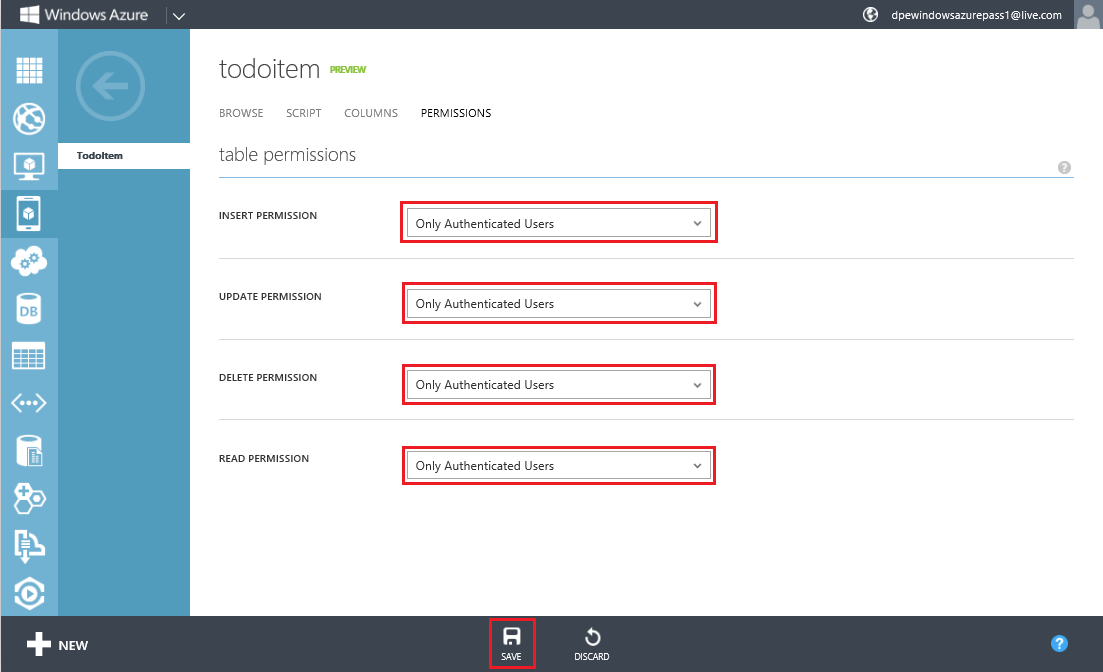 Windows Azure
dpewindowsazurepass1@live.com
todoitem PREVIEW
BROWSE SCRIPT COLUMNS PERMISSIONS
TodoItem
table permissions
?
INSERT PERMISSION Only Authenticated Users
UPDATE PERMISSION Only Authenticated Users
DELETE PERMISSION Only Authenticated Users
READ PERMISSION Only Authenticated Users
DB
NEW
SAVE
DISCARD
?